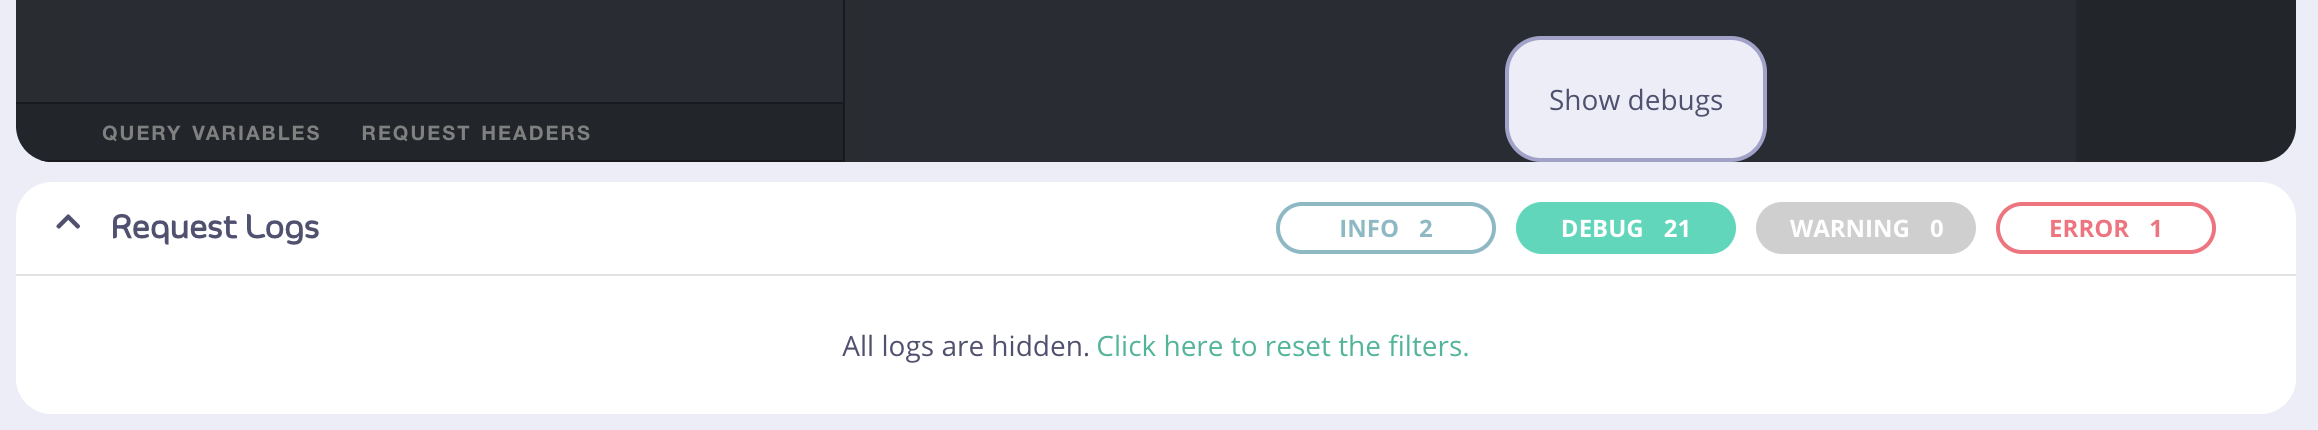 Show debugs
QUERY VARIABLES REQUEST HEADERS
Request Logs INFO 2 DEBUG 21 WARNING 0 ERROR 1
All logs are hidden. Click here to reset the filters.